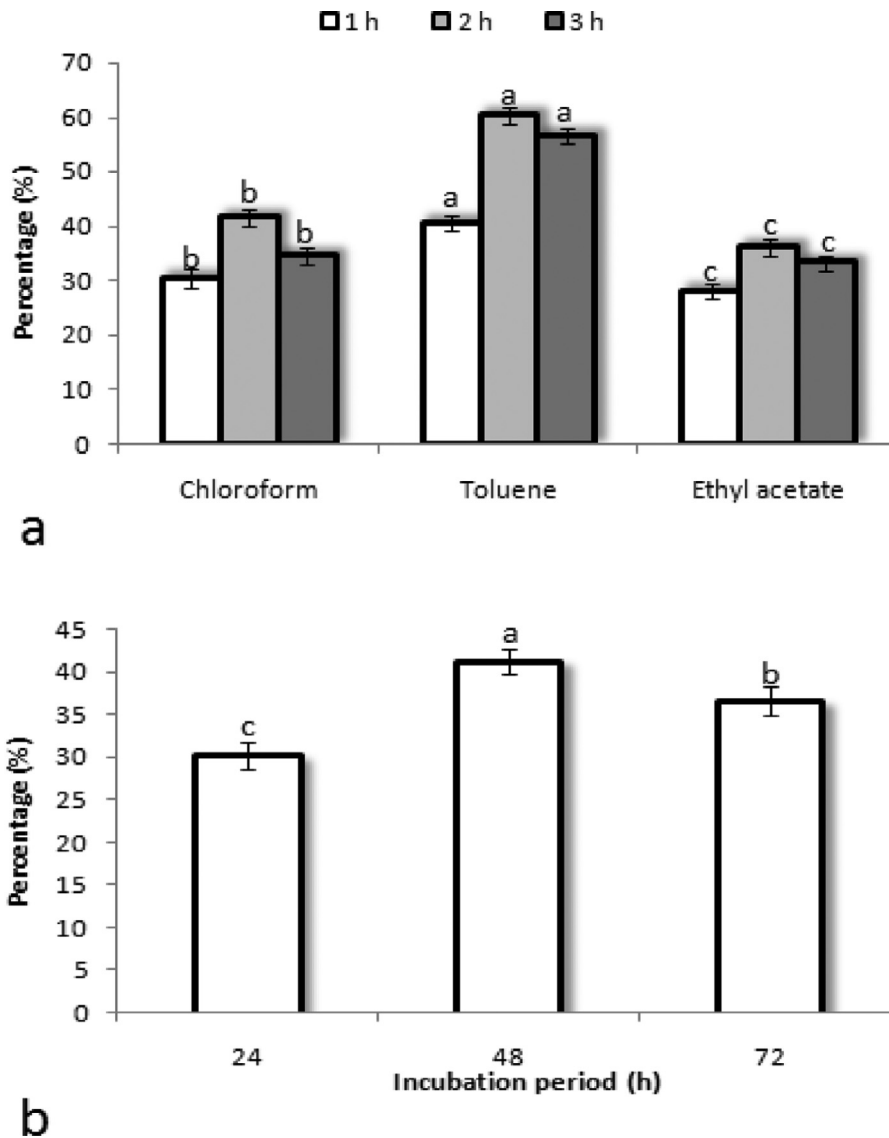 1 h 2 h 3 h
70
60
50
40
30
20
10
0
Percentage (%)
b b b
a a a
c c c
Chloroform Toluene Ethyl acetate
a
45
40
35
30
25
20
15
10
5
0
Percentage (%)
c a b
24 48 72
Incubation period (h)
b